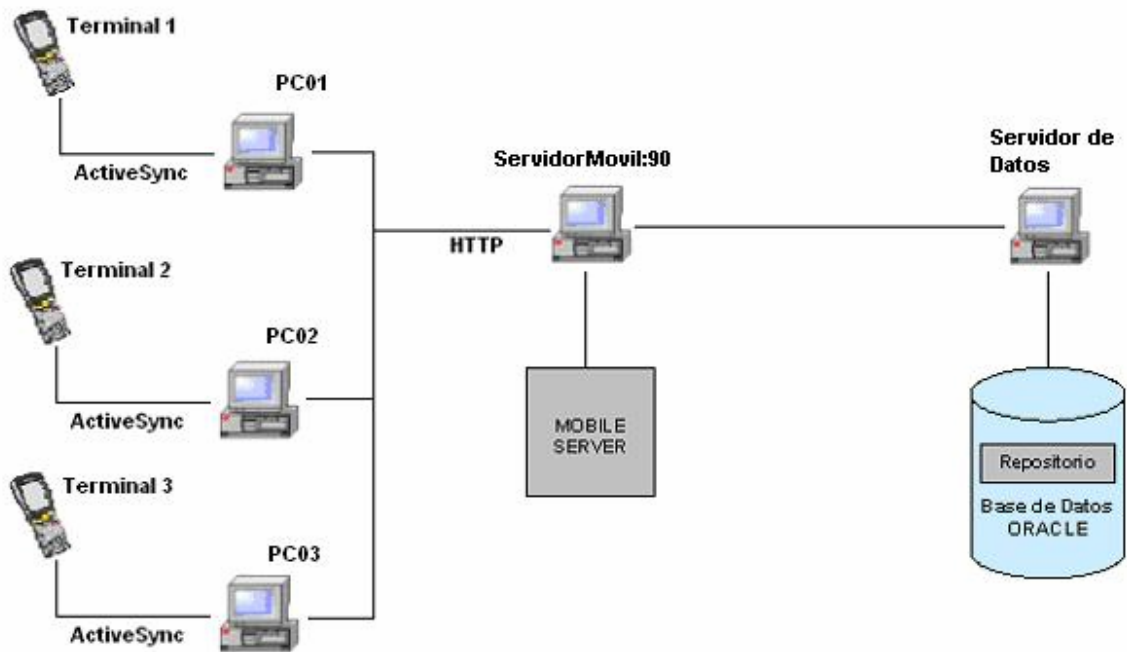 Terminal 1
PC01
ActiveSync
ServidorMovil:90
Servidor de
Datos
HTTP
Terminal 2
PC02
ActiveSync
MOBILE
SERVER
Repositorio
Base de Datos
ORACLE
Terminal 3
PC03
ActiveSync